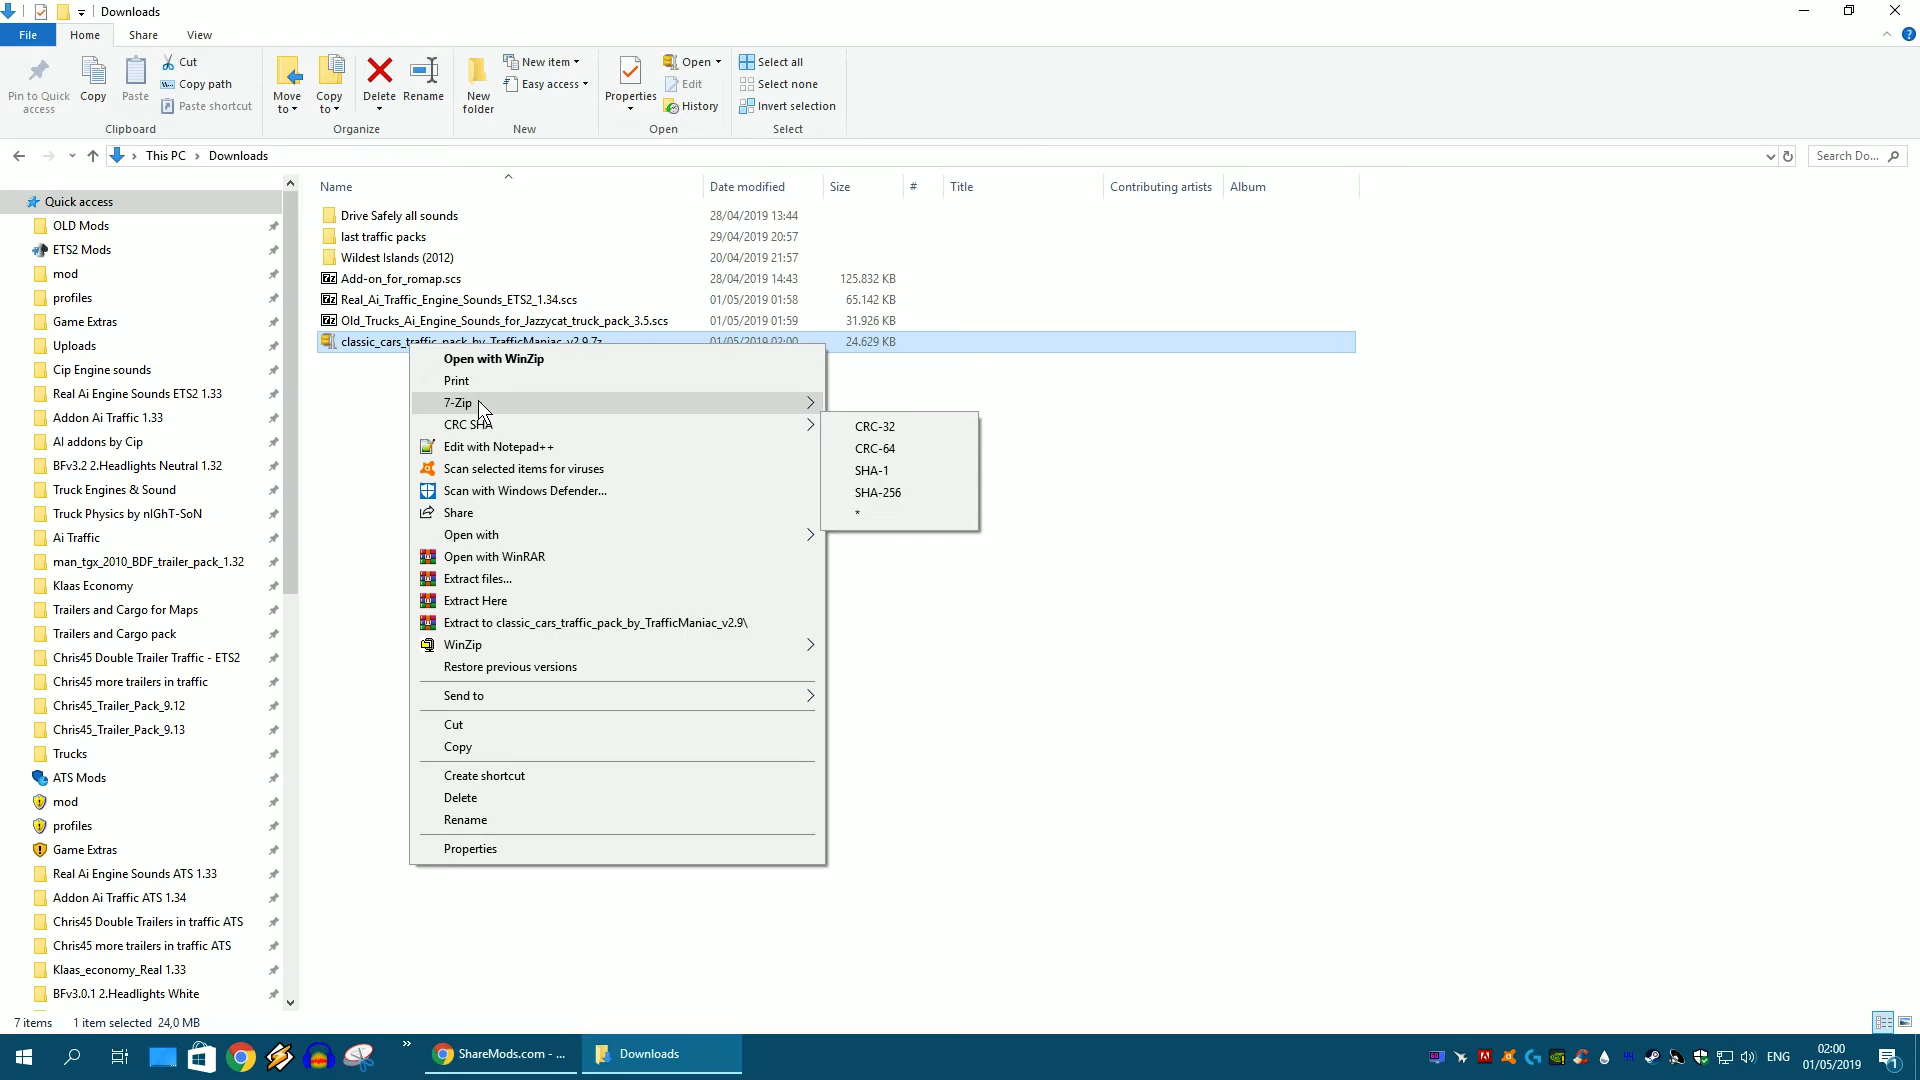 Downloads
File
Home
Share
View
Pin to Quick access
Copy
Paste
Cut
Copy path
Paste shortcut
Clipboard
Move to
Copy to
Delete
Rename
Organize
New folder
New item
Easy access
New
Properties
Open
Edit
History
Open
Select all
Select none
Invert selection
Select
This PC
Downloads
Search Do...
Name
Date modified
Size
#
Title
Contributing artists
Album
Drive Safely all sounds 28/04/2019 13:44
last traffic packs 29/04/2019 20:57
Wildest Islands (2012) 20/04/2019 21:57
Add-on_for_romap.scs 28/04/2019 14:43 125.832 KB
Real_Ai_Traffic_Engine_Sounds_ETS2_1.34.scs 01/05/2019 01:58 65.142 KB
Old_Trucks_Ai_Engine_Sounds_for_Jazzycat_truck_pack_3.5.scs 01/05/2019 01:59 31.926 KB
classic_cars_traffic_pack_by_TrafficManiac_v2.9.7z 01/05/2019 02:00 24.629 KB
Quick access
OLD Mods
ETS2 Mods
mod
profiles
Game Extras
Uploads
Cip Engine sounds
Real Ai Engine Sounds ETS2 1.33
Addon Ai Traffic 1.33
AI addons by Cip
BFv3.2 2.Headlights Neutral 1.32
Truck Engines & Sound
Truck Physics by nIGhT-SoN
Ai Traffic
man_tgx_2010_BDF_trailer_pack_1.32
Klaas Economy
Trailers and Cargo for Maps
Trailers and Cargo pack
Chris45 Double Trailer Traffic - ETS2
Chris45 more trailers in traffic
Chris45_Trailer_Pack_9.12
Chris45_Trailer_Pack_9.13
Trucks
ATS Mods
mod
profiles
Game Extras
Real Ai Engine Sounds ATS 1.33
Addon Ai Traffic ATS 1.34
Chris45 Double Trailers in traffic ATS
Chris45 more trailers in traffic ATS
Klaas_economy_Real 1.33
BFv3.0.1 2.Headlights White
Open with WinZip
Print
7-Zip
CRC SHA
Edit with Notepad++
Scan selected items for viruses
Scan with Windows Defender...
Share
Open with
Open with WinRAR
Extract files...
Extract Here
Extract to classic_cars_traffic_pack_by_TrafficManiac_v2.9\
WinZip
Restore previous versions
Send to
Cut
Copy
Create shortcut
Delete
Rename
Properties
CRC-32
CRC-64
SHA-1
SHA-256
*
7 items 1 item selected 24,0 MB
ShareMods.com - ...
Downloads
44
ENG
02:00
01/05/2019
1